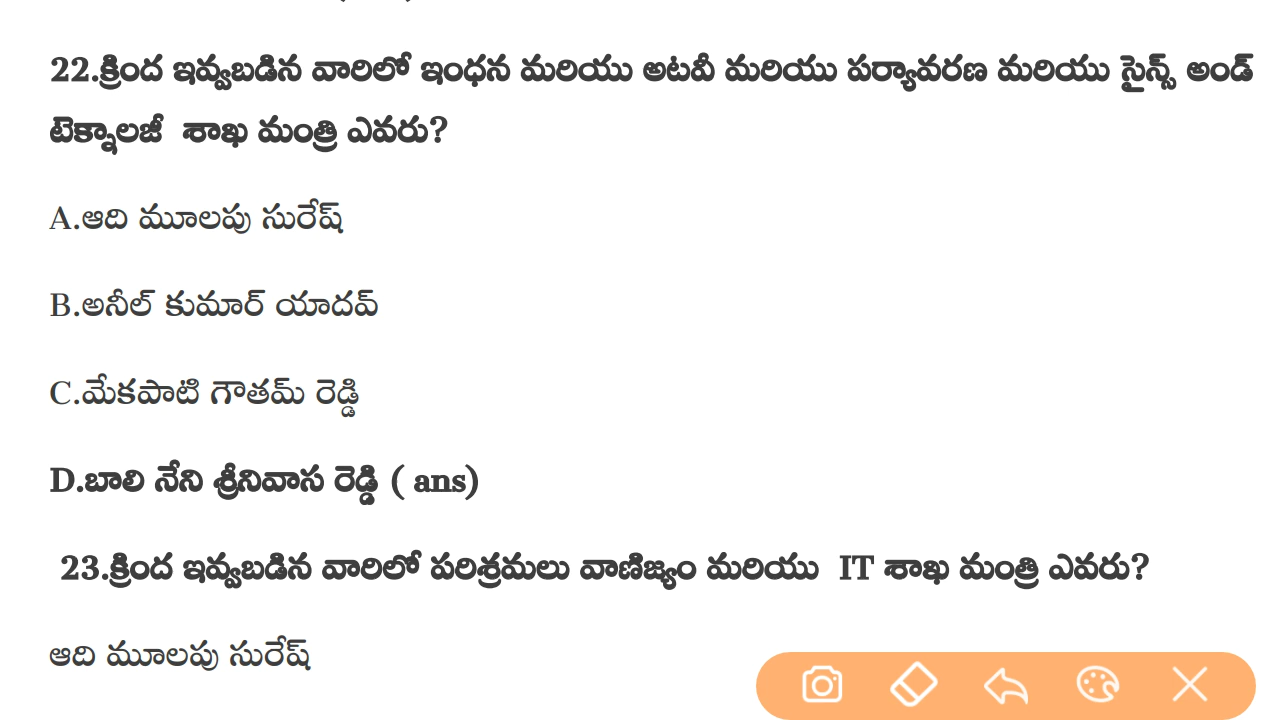 22.క్రింద ఇవ్వబడిన వారిలో ఇంధన మరియు అటవీ మరియు పర్యావరణ మరియు సైన్స్ అండ్
టెక్నాలజీ శాఖ మంత్రి ఎవరు?
A.ఆది మూలపు సురేష్
B.అనీల్ కుమార్ యాదవ్
C.మేకపాటి గౌతమ్ రెడ్డి
D.బాలి నేని శ్రీనివాస రెడ్డి ( ans)
23.క్రింద ఇవ్వబడిన వారిలో పరిశ్రమలు వాణిజ్యం మరియు IT శాఖ మంత్రి ఎవరు?
ఆది మూలపు సురేష్